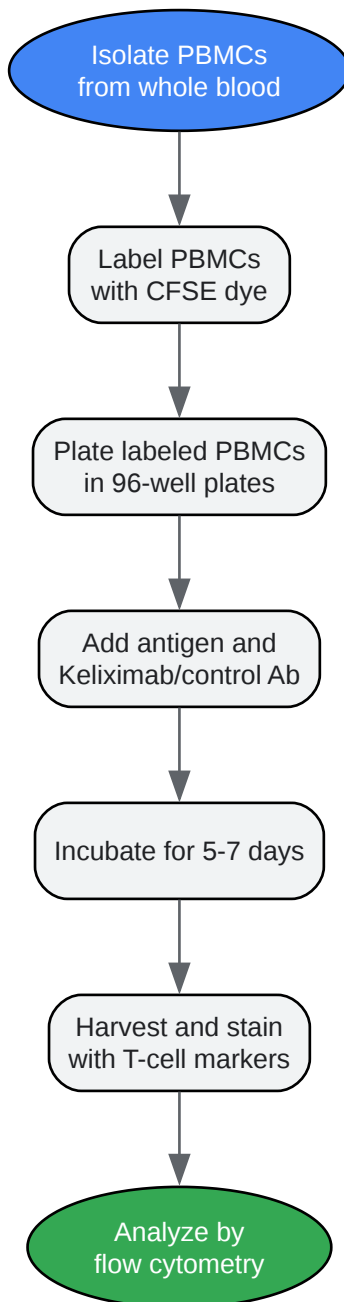 Isolate PBMCs
from whole blood
Label PBMCs
with CFSE dye
Plate labeled PBMCs
in 96-well plates
Add antigen and
Keliximab/control Ab
Incubate for 5-7 days
Harvest and stain
with T-cell markers
Analyze by
flow cytometry